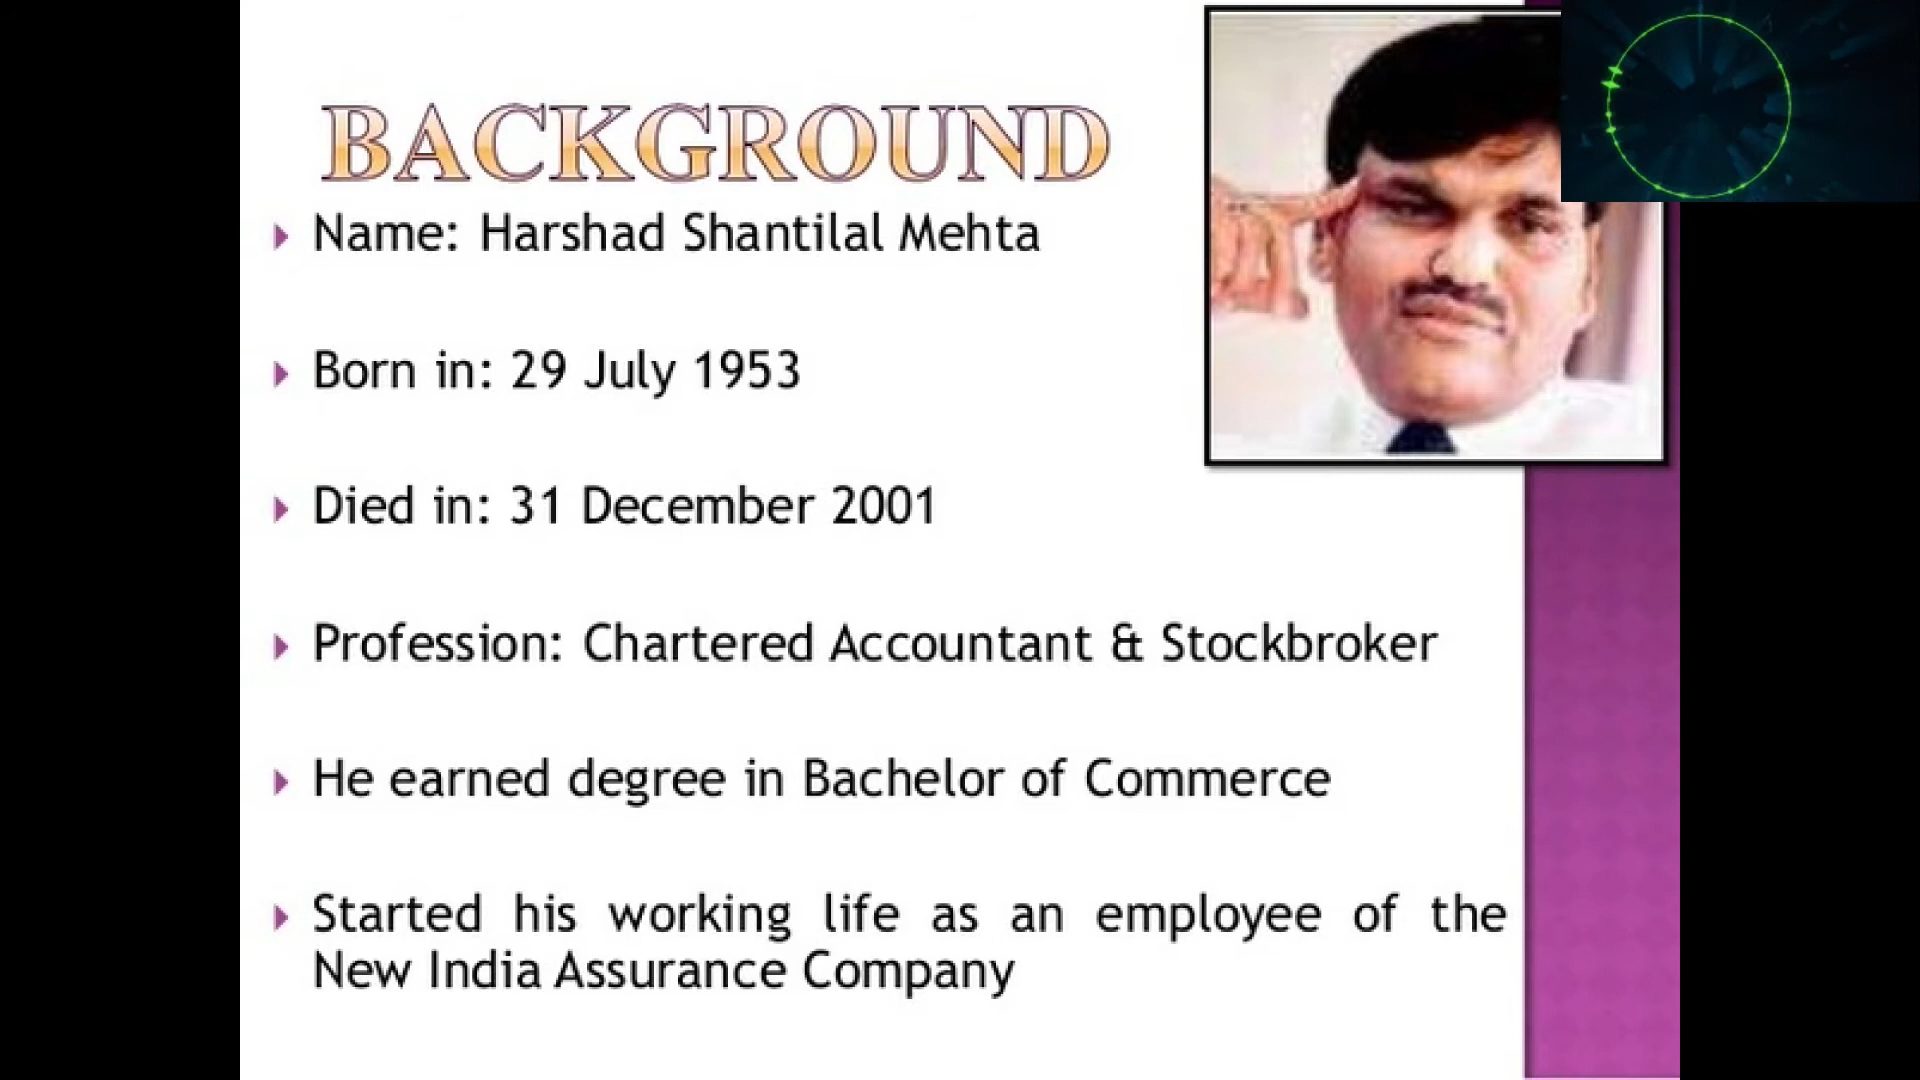 BACKGROUND
Name: Harshad Shantilal Mehta
Born in: 29 July 1953
Died in: 31 December 2001
Profession: Chartered Accountant & Stockbroker
He earned degree in Bachelor of Commerce
Started his working life as an employee of the
New India Assurance Company